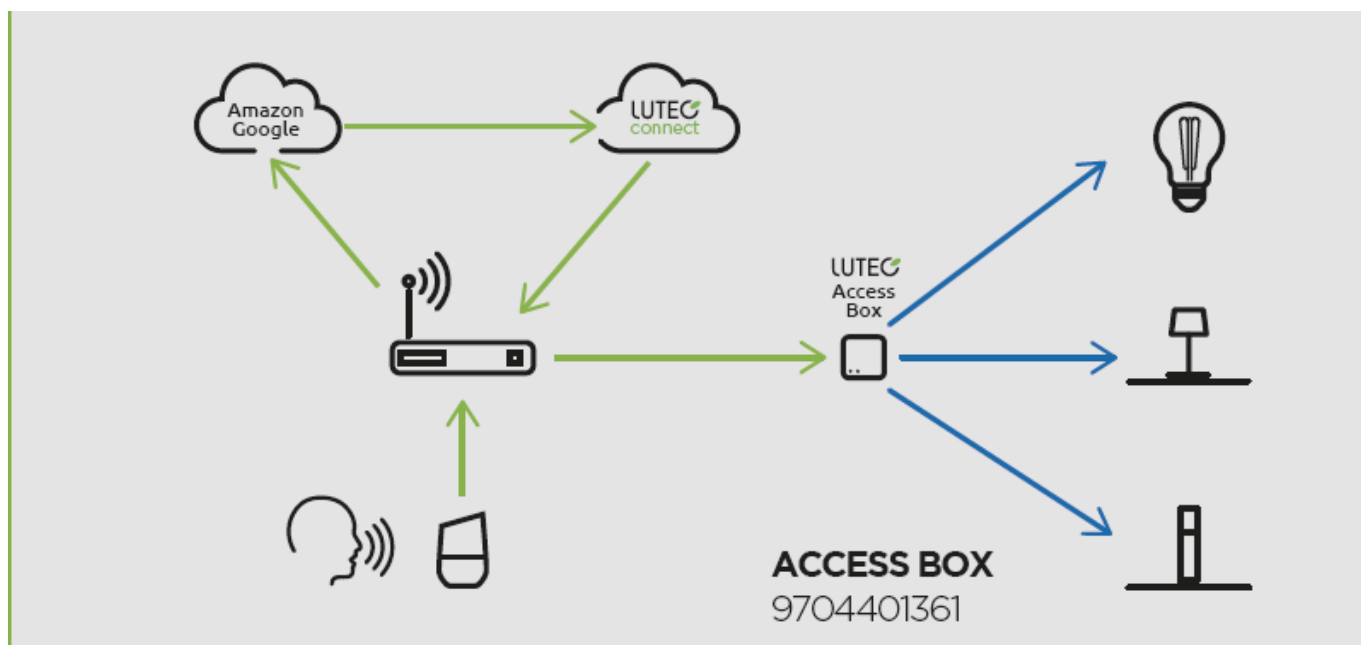 Amazon
Google
LUTEC
connect
LUTEC
Access
Box
ACCESS BOX
9704401361